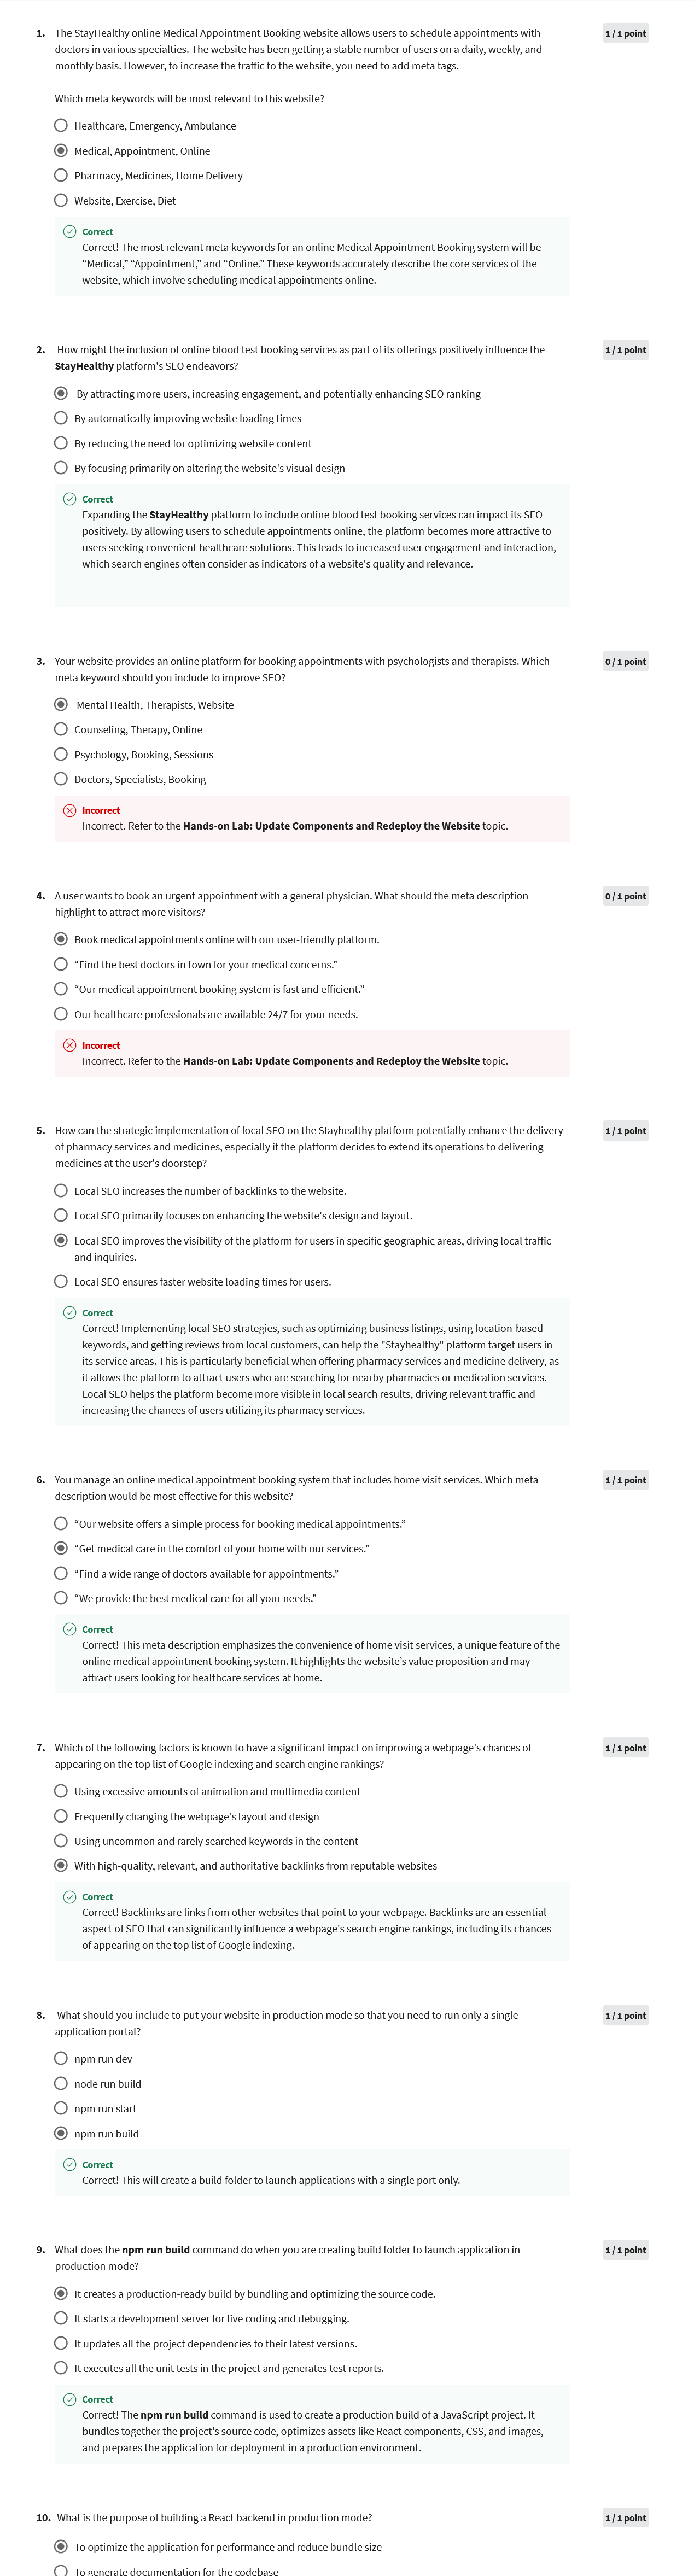 1. The StayHealthy online Medical Appointment Booking website allows users to schedule appointments with
doctors in various specialties. The website has been getting a stable number of users on a daily, weekly, and
monthly basis. However, to increase the traffic to the website, you need to add meta tags.
1 / 1 point
Which meta keywords will be most relevant to this website?
Healthcare, Emergency, Ambulance
Medical, Appointment, Online
Pharmacy, Medicines, Home Delivery
Website, Exercise, Diet
Correct
Correct! The most relevant meta keywords for an online Medical Appointment Booking system will be
“Medical,” “Appointment,” and “Online.” These keywords accurately describe the core services of the
website, which involve scheduling medical appointments online.
2. How might the inclusion of online blood test booking services as part of its offerings positively influence the
StayHealthy platform's SEO endeavors?
1 / 1 point
By attracting more users, increasing engagement, and potentially enhancing SEO ranking
By automatically improving website loading times
By reducing the need for optimizing website content
By focusing primarily on altering the website's visual design
Correct
Expanding the StayHealthy platform to include online blood test booking services can impact its SEO
positively. By allowing users to schedule appointments online, the platform becomes more attractive to
users seeking convenient healthcare solutions. This leads to increased user engagement and interaction,
which search engines often consider as indicators of a website's quality and relevance.
3. Your website provides an online platform for booking appointments with psychologists and therapists. Which
meta keyword should you include to improve SEO?
0 / 1 point
Mental Health, Therapists, Website
Counseling, Therapy, Online
Psychology, Booking, Sessions
Doctors, Specialists, Booking
Incorrect
Incorrect. Refer to the Hands-on Lab: Update Components and Redeploy the Website topic.
4. A user wants to book an urgent appointment with a general physician. What should the meta description
highlight to attract more visitors?
0 / 1 point
Book medical appointments online with our user-friendly platform.
“Find the best doctors in town for your medical concerns.”
“Our medical appointment booking system is fast and efficient.”
Our healthcare professionals are available 24/7 for your needs.
Incorrect
Incorrect. Refer to the Hands-on Lab: Update Components and Redeploy the Website topic.
5. How can the strategic implementation of local SEO on the Stayhealthy platform potentially enhance the delivery
of pharmacy services and medicines, especially if the platform decides to extend its operations to delivering
medicines at the user's doorstep?
1 / 1 point
Local SEO increases the number of backlinks to the website.
Local SEO primarily focuses on enhancing the website's design and layout.
Local SEO improves the visibility of the platform for users in specific geographic areas, driving local traffic
and inquiries.
Local SEO ensures faster website loading times for users.
Correct
Correct! Implementing local SEO strategies, such as optimizing business listings, using location-based
keywords, and getting reviews from local customers, can help the "Stayhealthy" platform target users in
its service areas. This is particularly beneficial when offering pharmacy services and medicine delivery, as
it allows the platform to attract users who are searching for nearby pharmacies or medication services.
Local SEO helps the platform become more visible in local search results, driving relevant traffic and
increasing the chances of users utilizing its pharmacy services.
6. You manage an online medical appointment booking system that includes home visit services. Which meta
description would be most effective for this website?
1 / 1 point
“Our website offers a simple process for booking medical appointments.”
“Get medical care in the comfort of your home with our services.”
“Find a wide range of doctors available for appointments.”
“We provide the best medical care for all your needs.”
Correct
Correct! This meta description emphasizes the convenience of home visit services, a unique feature of the
online medical appointment booking system. It highlights the website’s value proposition and may
attract users looking for healthcare services at home.
7. Which of the following factors is known to have a significant impact on improving a webpage's chances of
appearing on the top list of Google indexing and search engine rankings?
1 / 1 point
Using excessive amounts of animation and multimedia content
Frequently changing the webpage's layout and design
Using uncommon and rarely searched keywords in the content
With high-quality, relevant, and authoritative backlinks from reputable websites
Correct
Correct! Backlinks are links from other websites that point to your webpage. Backlinks are an essential
aspect of SEO that can significantly influence a webpage's search engine rankings, including its chances
of appearing on the top list of Google indexing.
8. What should you include to put your website in production mode so that you need to run only a single
application portal?
1 / 1 point
npm run dev
node run build
npm run start
npm run build
Correct
Correct! This will create a build folder to launch applications with a single port only.
9. What does the npm run build command do when you are creating build folder to launch application in
production mode?
1 / 1 point
It creates a production-ready build by bundling and optimizing the source code.
It starts a development server for live coding and debugging.
It updates all the project dependencies to their latest versions.
It executes all the unit tests in the project and generates test reports.
Correct
Correct! The npm run build command is used to create a production build of a JavaScript project. It
bundles together the project's source code, optimizes assets like React components, CSS, and images,
and prepares the application for deployment in a production environment.
10. What is the purpose of building a React backend in production mode?
1 / 1 point
To optimize the application for performance and reduce bundle size
To generate documentation for the codebase